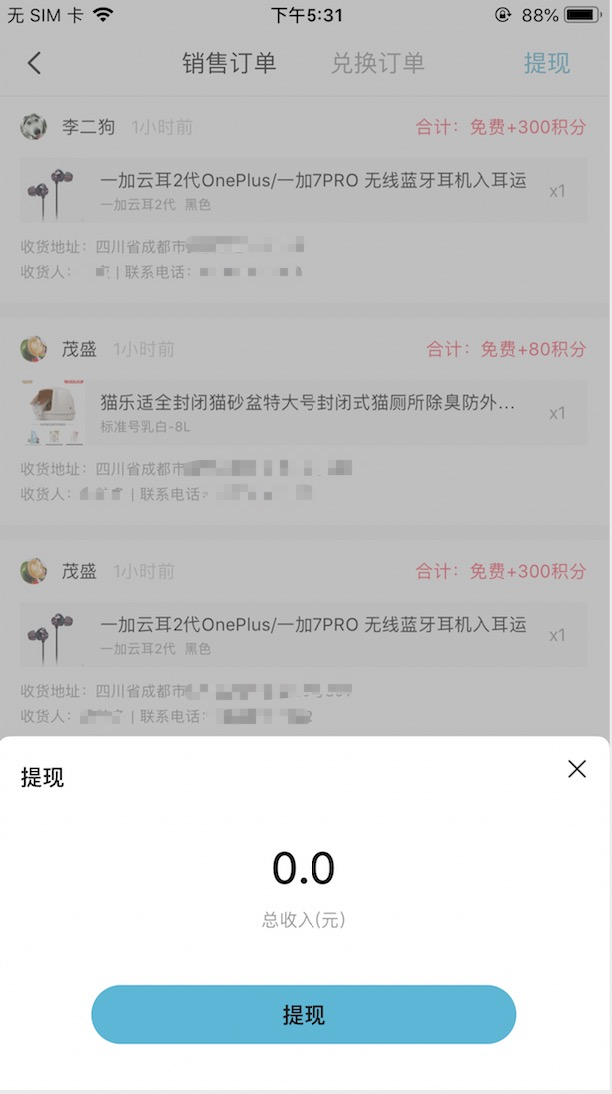 无 SIM 卡 下午5:31 88%
销售订单 兑换订单 提现
李二狗 1小时前 合计：免费+300积分
一加云耳2代OnePlus/一加7PRO 无线蓝牙耳机入耳运 x1
一加云耳2代 黑色
收货地址：四川省成都市
收货人： | 联系电话：
茂盛 1小时前 合计：免费+80积分
猫乐适全封闭猫砂盆特大号封闭式猫厕所除臭防外... x1
标准号乳白-8L
收货地址：四川省成都市
收货人： | 联系电话：
茂盛 1小时前 合计：免费+300积分
一加云耳2代OnePlus/一加7PRO 无线蓝牙耳机入耳运 x1
一加云耳2代 黑色
收货地址：四川省成都市
收货人： | 联系电话：
提现
0.0
总收入(元)
提现